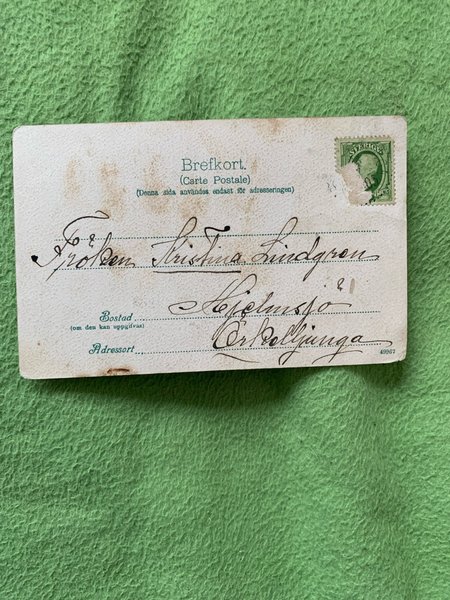 SVERIGE
Brefkort.
(Carte Postale)
(Denna sida användes endast för adresseringen)
Fröken Kristina Lindgren
Hjelmsjö
Bostad
(om den kan uppgifvas)
Adressort
Örkelljunga
49907